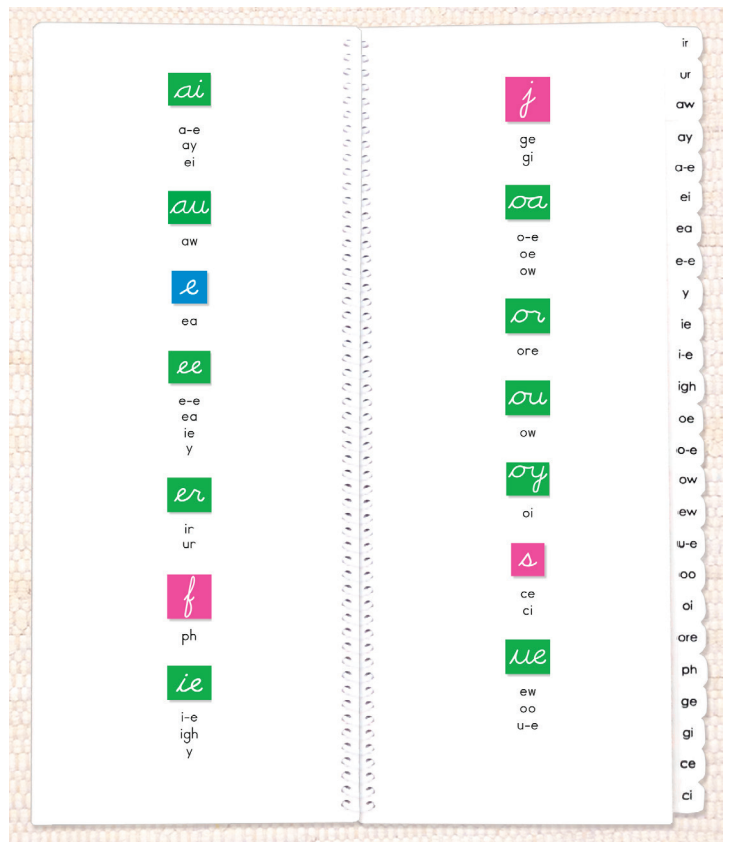 ai
a-e
ay
ei
au
aw
e
ea
ee
e-e
ea
ie
y
er
ir
ur
f
ph
ie
i-e
igh
y
j
ge
gi
oa
o-e
oe
ow
or
ore
ou
ow
oy
oi
s
ce
ci
ue
ew
oo
u-e
ir
ur
aw
ay
a-e
ei
ea
e-e
y
ie
i-e
igh
oe
o-e
ow
ew
u-e
oo
oi
ore
ph
ge
gi
ce
ci